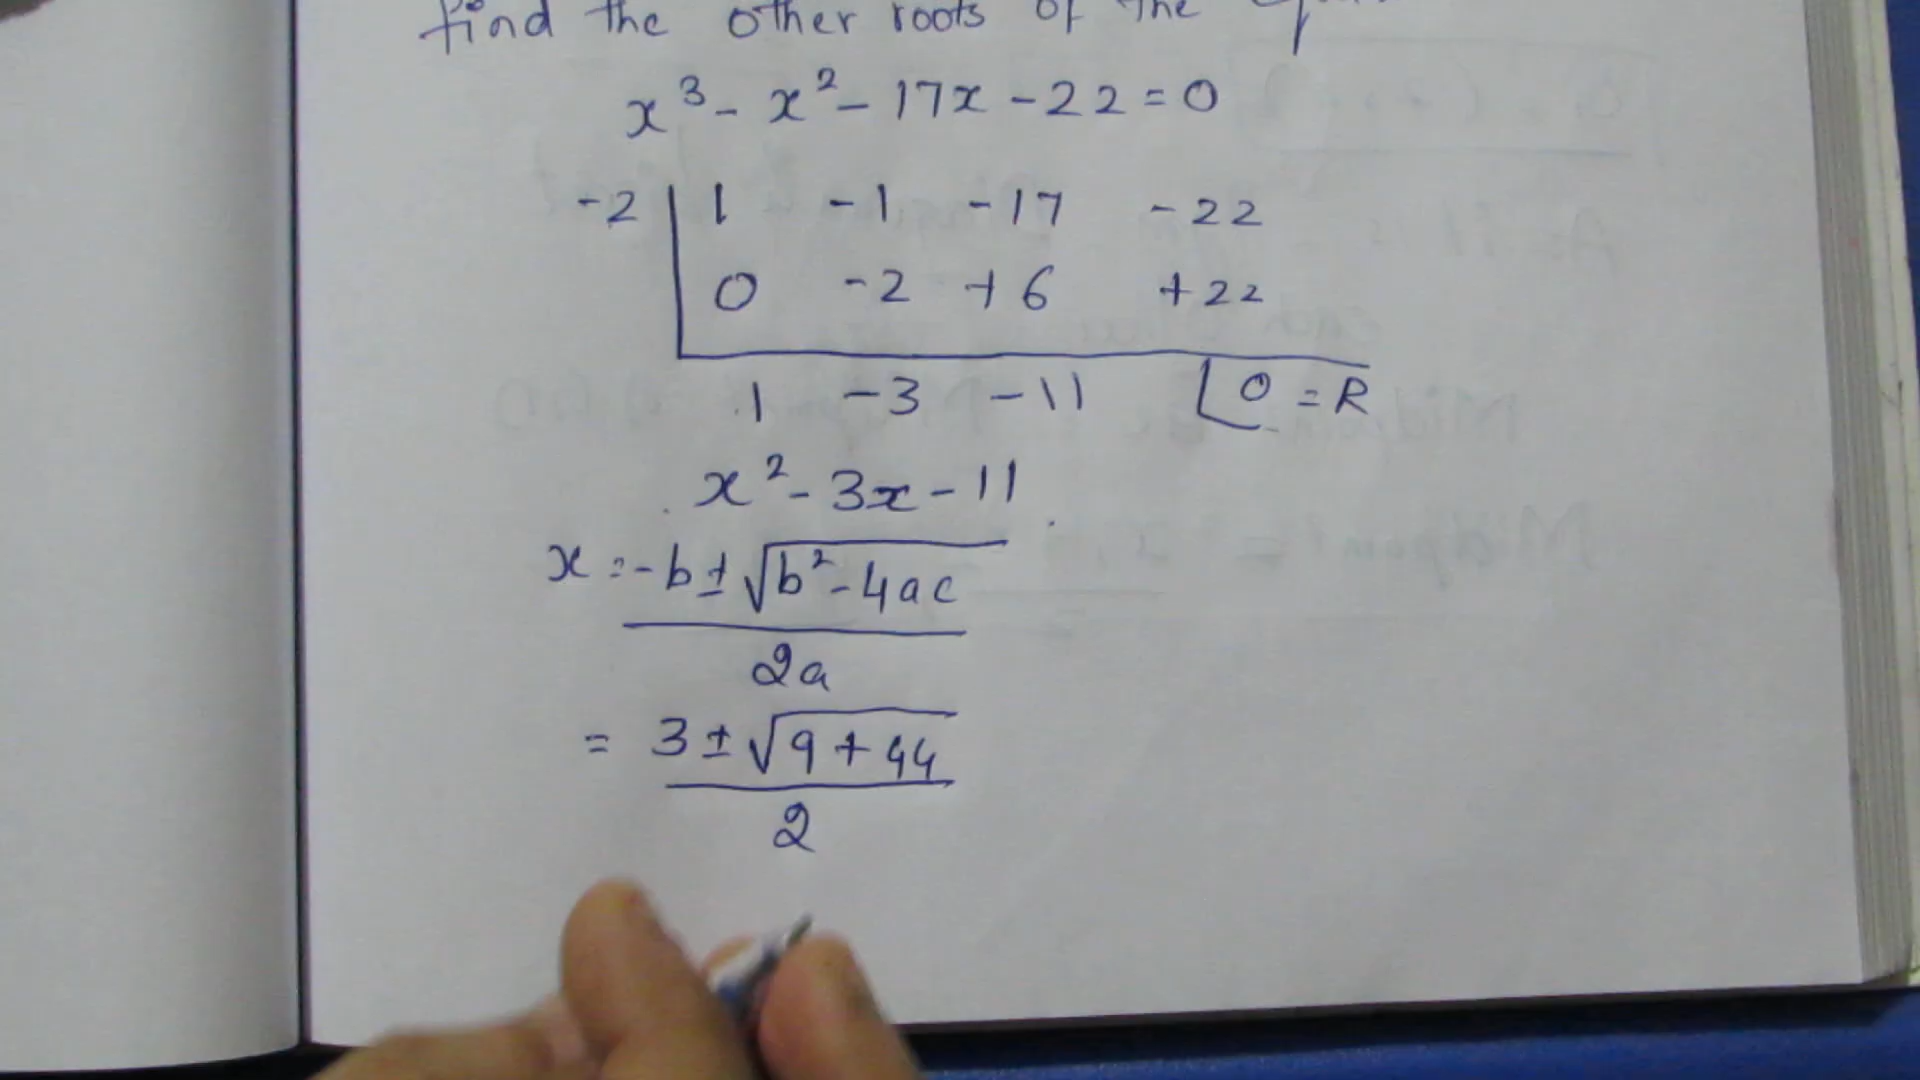 find the other roots of the
x³ - x² - 17x - 22 = 0
-2 | 1 -1 -17 -22
0 -2 +6 +22
1 -3 -11 | 0 = R
x² - 3x - 11
x = -b ± √b² - 4ac
2a
= 3 ± √9 + 44
2